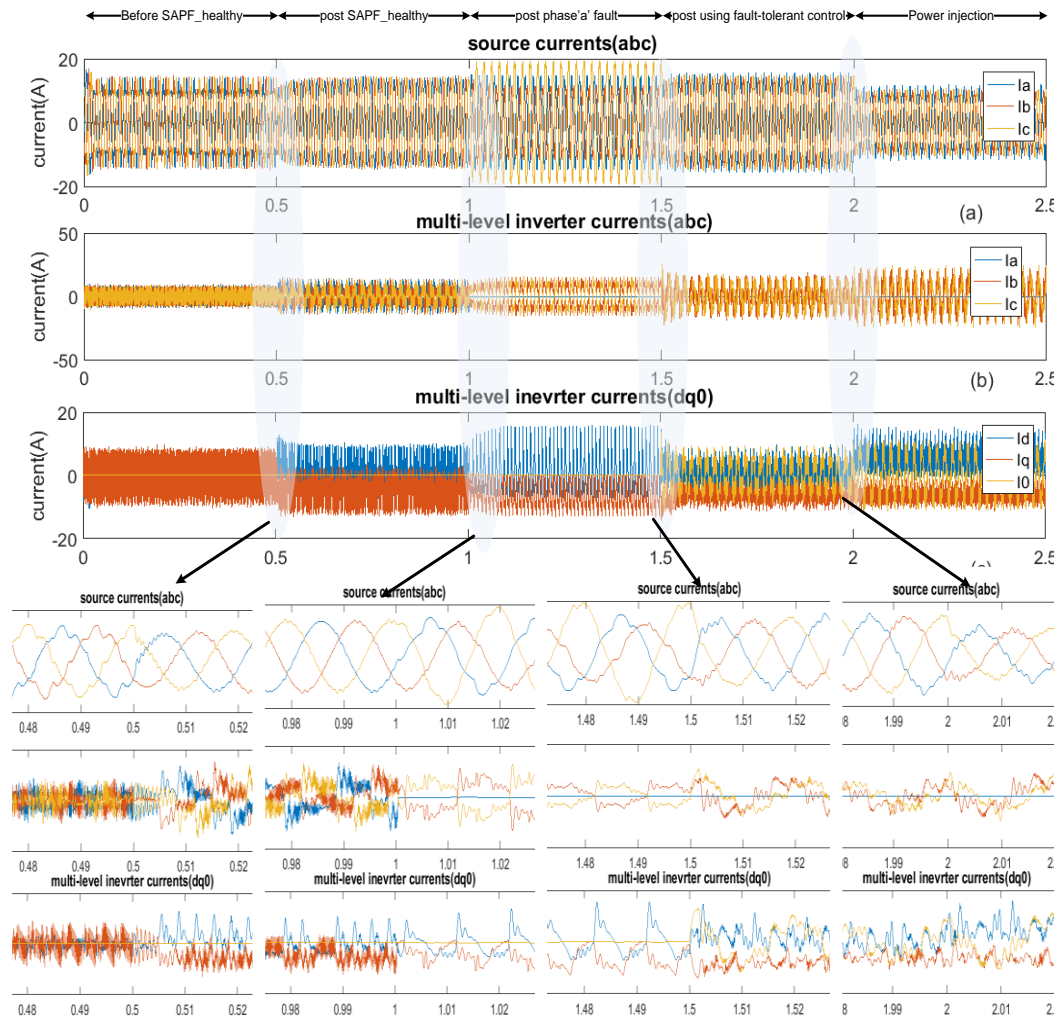 Before SAPF_healthy post SAPF_healthy post phase'a' fault post using fault-tolerant control Power injection
source currents(abc)
current(A)
20
0
-20
Ia
Ib
Ic
0 0.5 1 1.5 2 2.5
(a)
multi-level inverter currents(abc)
current(A)
50
0
-50
Ia
Ib
Ic
0 0.5 1 1.5 2 2.5
(b)
multi-level inevrter currents(dq0)
current(A)
20
0
-20
Id
Iq
I0
0 0.5 1 1.5 2 2.5
source currents(abc) source currents(abc) source currents(abc) source currents(abc)
0.48 0.49 0.5 0.51 0.52 0.98 0.99 1 1.01 1.02 1.48 1.49 1.5 1.51 1.52 8 1.99 2 2.01 2.0
0.48 0.49 0.5 0.51 0.52 0.98 0.99 1 1.01 1.02 1.48 1.49 1.5 1.51 1.52 8 1.99 2 2.01 2.0
multi-level inevrter currents(dq0) multi-level inevrter currents(dq0) multi-level inevrter currents(dq0) multi-level inevrter currents(dq0)
0.48 0.49 0.5 0.51 0.52 0.98 0.99 1 1.01 1.02 1.48 1.49 1.5 1.51 1.52 8 1.99 2 2.01 2.0